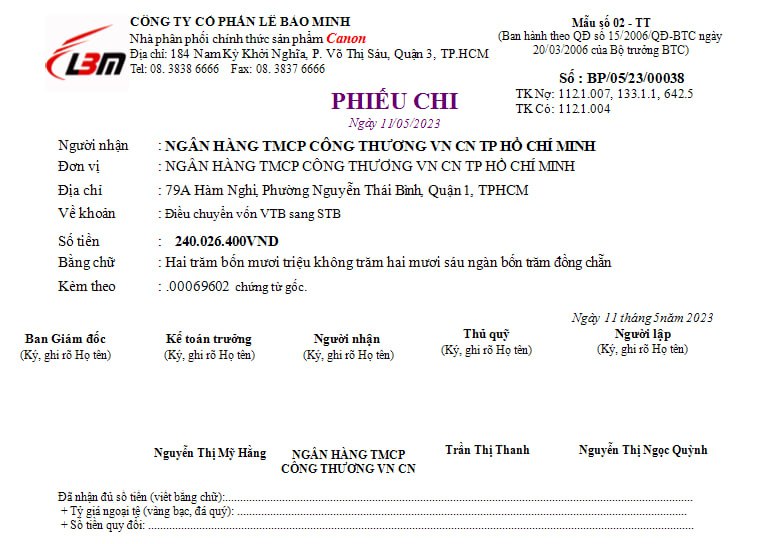 LBM
CÔNG TY CỔ PHẦN LÊ BẢO MINH
Nhà phân phối chính thức sản phẩm Canon
Địa chỉ: 184 Nam Kỳ Khởi Nghĩa, P. Võ Thị Sáu, Quận 3, TP.HCM
Tel: 08. 3838 6666 Fax: 08. 3837 6666
Mẫu số 02 - TT
(Ban hành theo QĐ số 15/2006/QĐ-BTC ngày
20/03/2006 của Bộ trưởng BTC)
Số : BP/05/23/00038
TK Nợ: 1121.007, 133.1.1, 642.5
TK Có: 1121.004
PHIẾU CHI
Ngày 11/05/2023
Người nhận : NGÂN HÀNG TMCP CÔNG THƯƠNG VN CN TP HỒ CHÍ MINH
Đơn vị : NGÂN HÀNG TMCP CÔNG THƯƠNG VN CN TP HỒ CHÍ MINH
Địa chỉ : 79A Hàm Nghi, Phường Nguyễn Thái Bình, Quận 1, TPHCM
Về khoản : Điều chuyển vốn VTB sang STB
Số tiền : 240.026.400VND
Bằng chữ : Hai trăm bốn mươi triệu không trăm hai mươi sáu ngàn bốn trăm đồng chẵn
Kèm theo : .00069602 chứng từ gốc.
Ngày 11 tháng 5 năm 2023
Ban Giám đốc Kế toán trưởng Người nhận Thủ quỹ Người lập
(Ký, ghi rõ Họ tên) (Ký, ghi rõ Họ tên) (Ký, ghi rõ Họ tên) (Ký, ghi rõ Họ tên) (Ký, ghi rõ Họ tên)
Nguyễn Thị Mỹ Hằng NGÂN HÀNG TMCP Trần Thị Thanh Nguyễn Thị Ngọc Quỳnh
CÔNG THƯƠNG VN CN
Đã nhận đủ số tiền (viết bằng chữ):
+ Tỷ giá ngoại tệ (vàng bạc, đá quý):
+ Số tiền quy đổi: